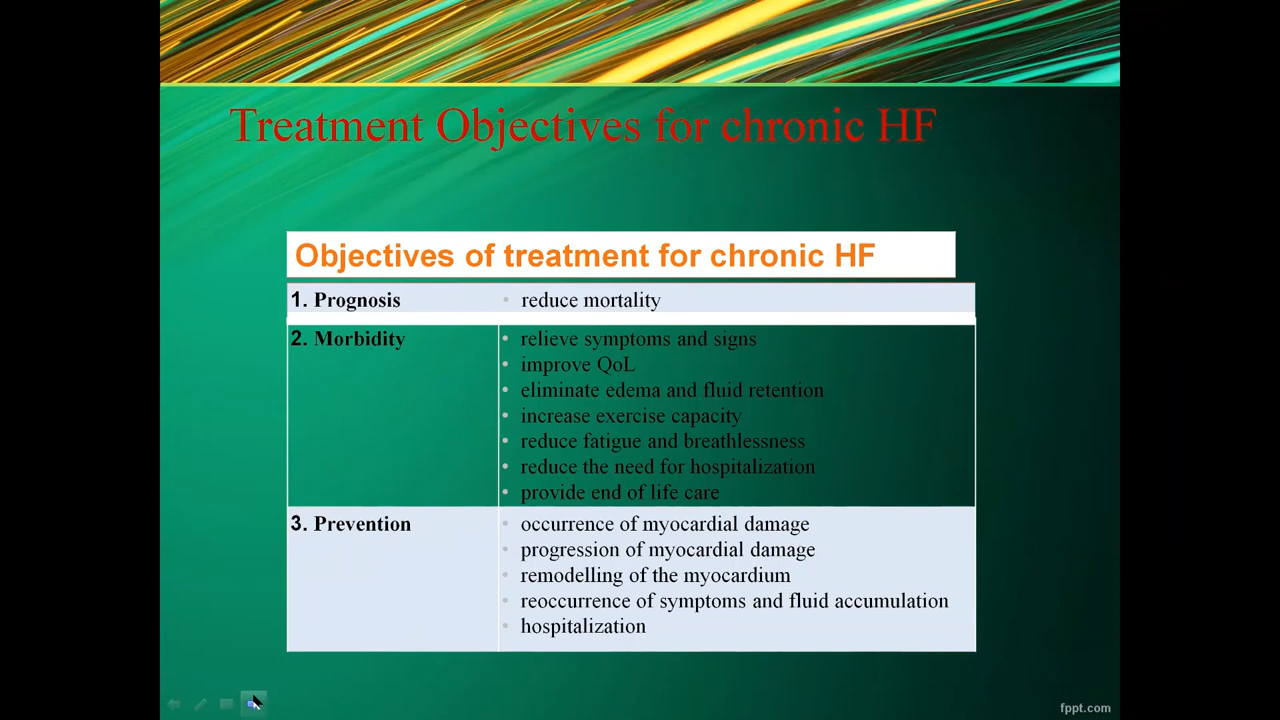 Treatment Objectives for chronic HF
Objectives of treatment for chronic HF
1. Prognosis • reduce mortality
2. Morbidity • relieve symptoms and signs
• improve QoL
• eliminate edema and fluid retention
• increase exercise capacity
• reduce fatigue and breathlessness
• reduce the need for hospitalization
• provide end of life care
3. Prevention • occurrence of myocardial damage
• progression of myocardial damage
• remodelling of the myocardium
• reoccurrence of symptoms and fluid accumulation
• hospitalization
fppt.com